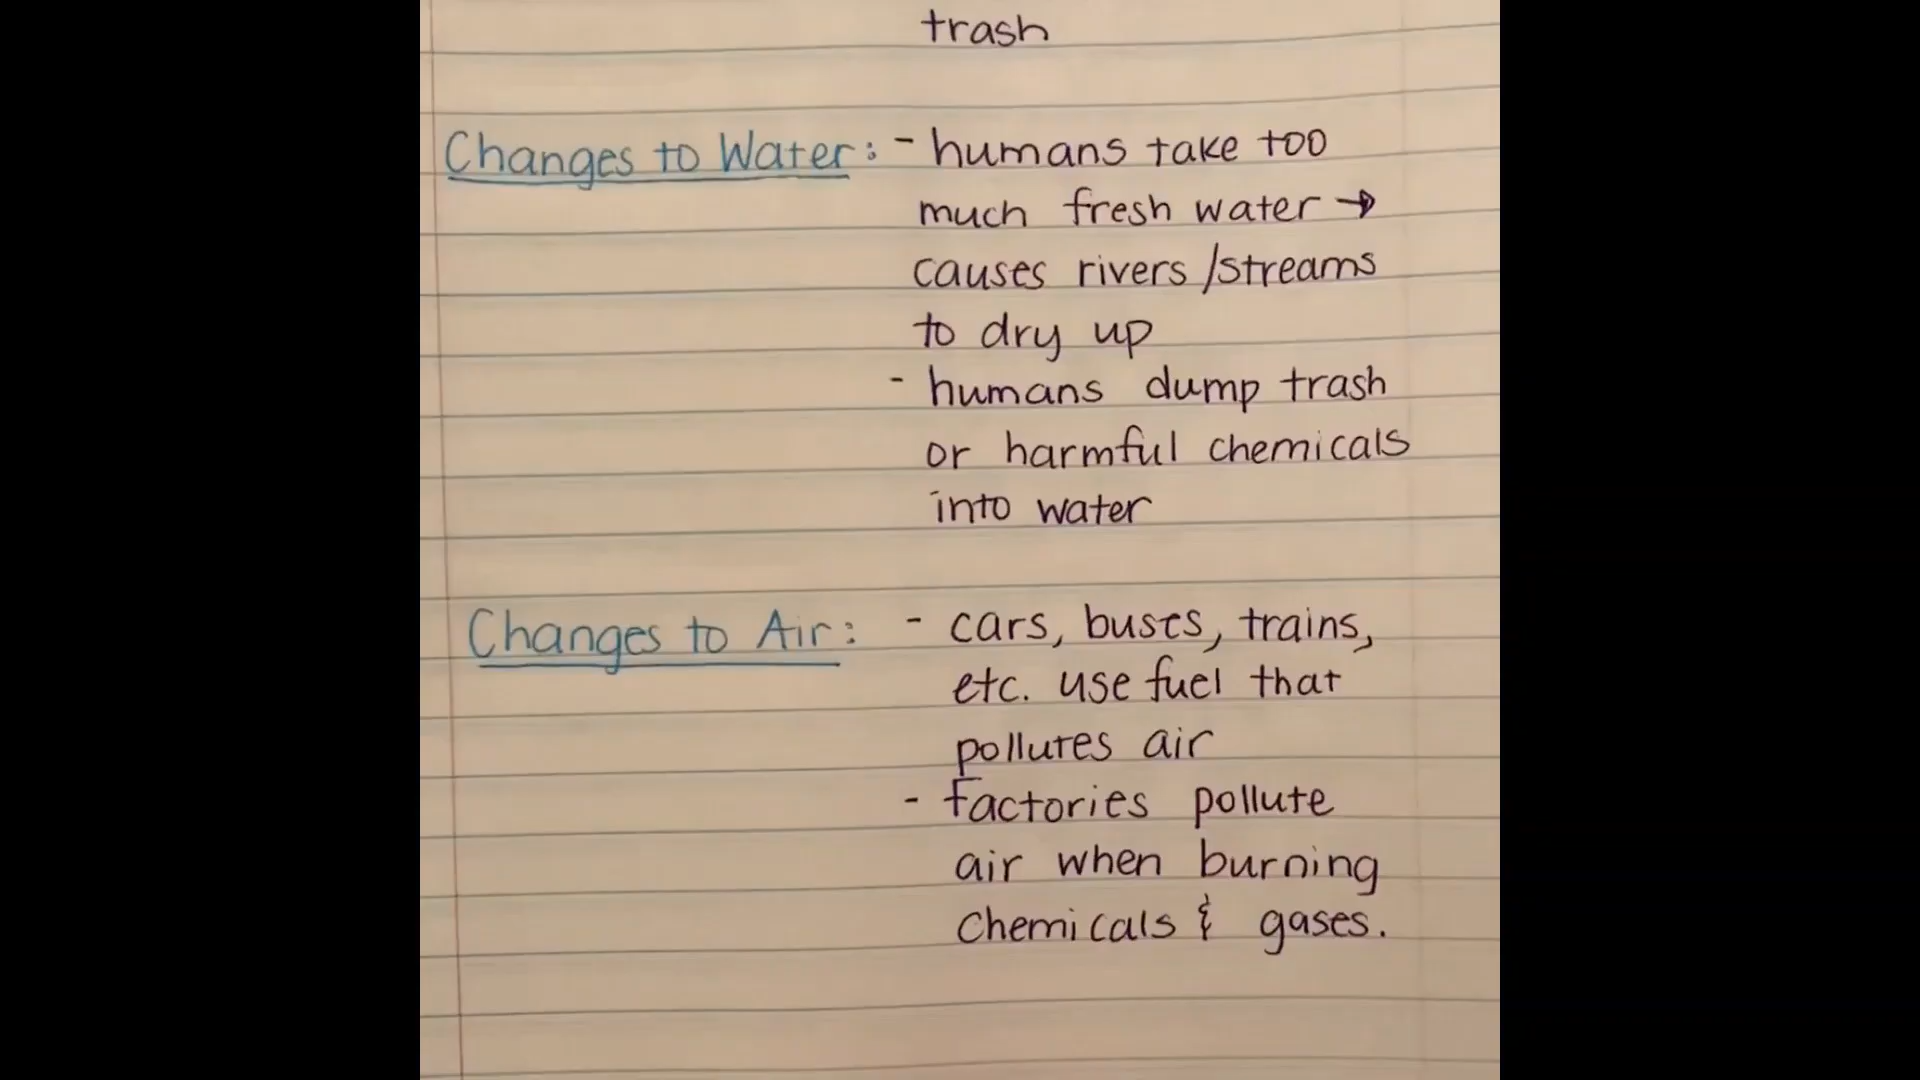 trash
Changes to Water: - humans take too
much fresh water →
causes rivers/streams
to dry up
- humans dump trash
or harmful chemicals
into water
Changes to Air: - cars, buses, trains,
etc. use fuel that
pollutes air
- factories pollute
air when burning
chemicals & gases.